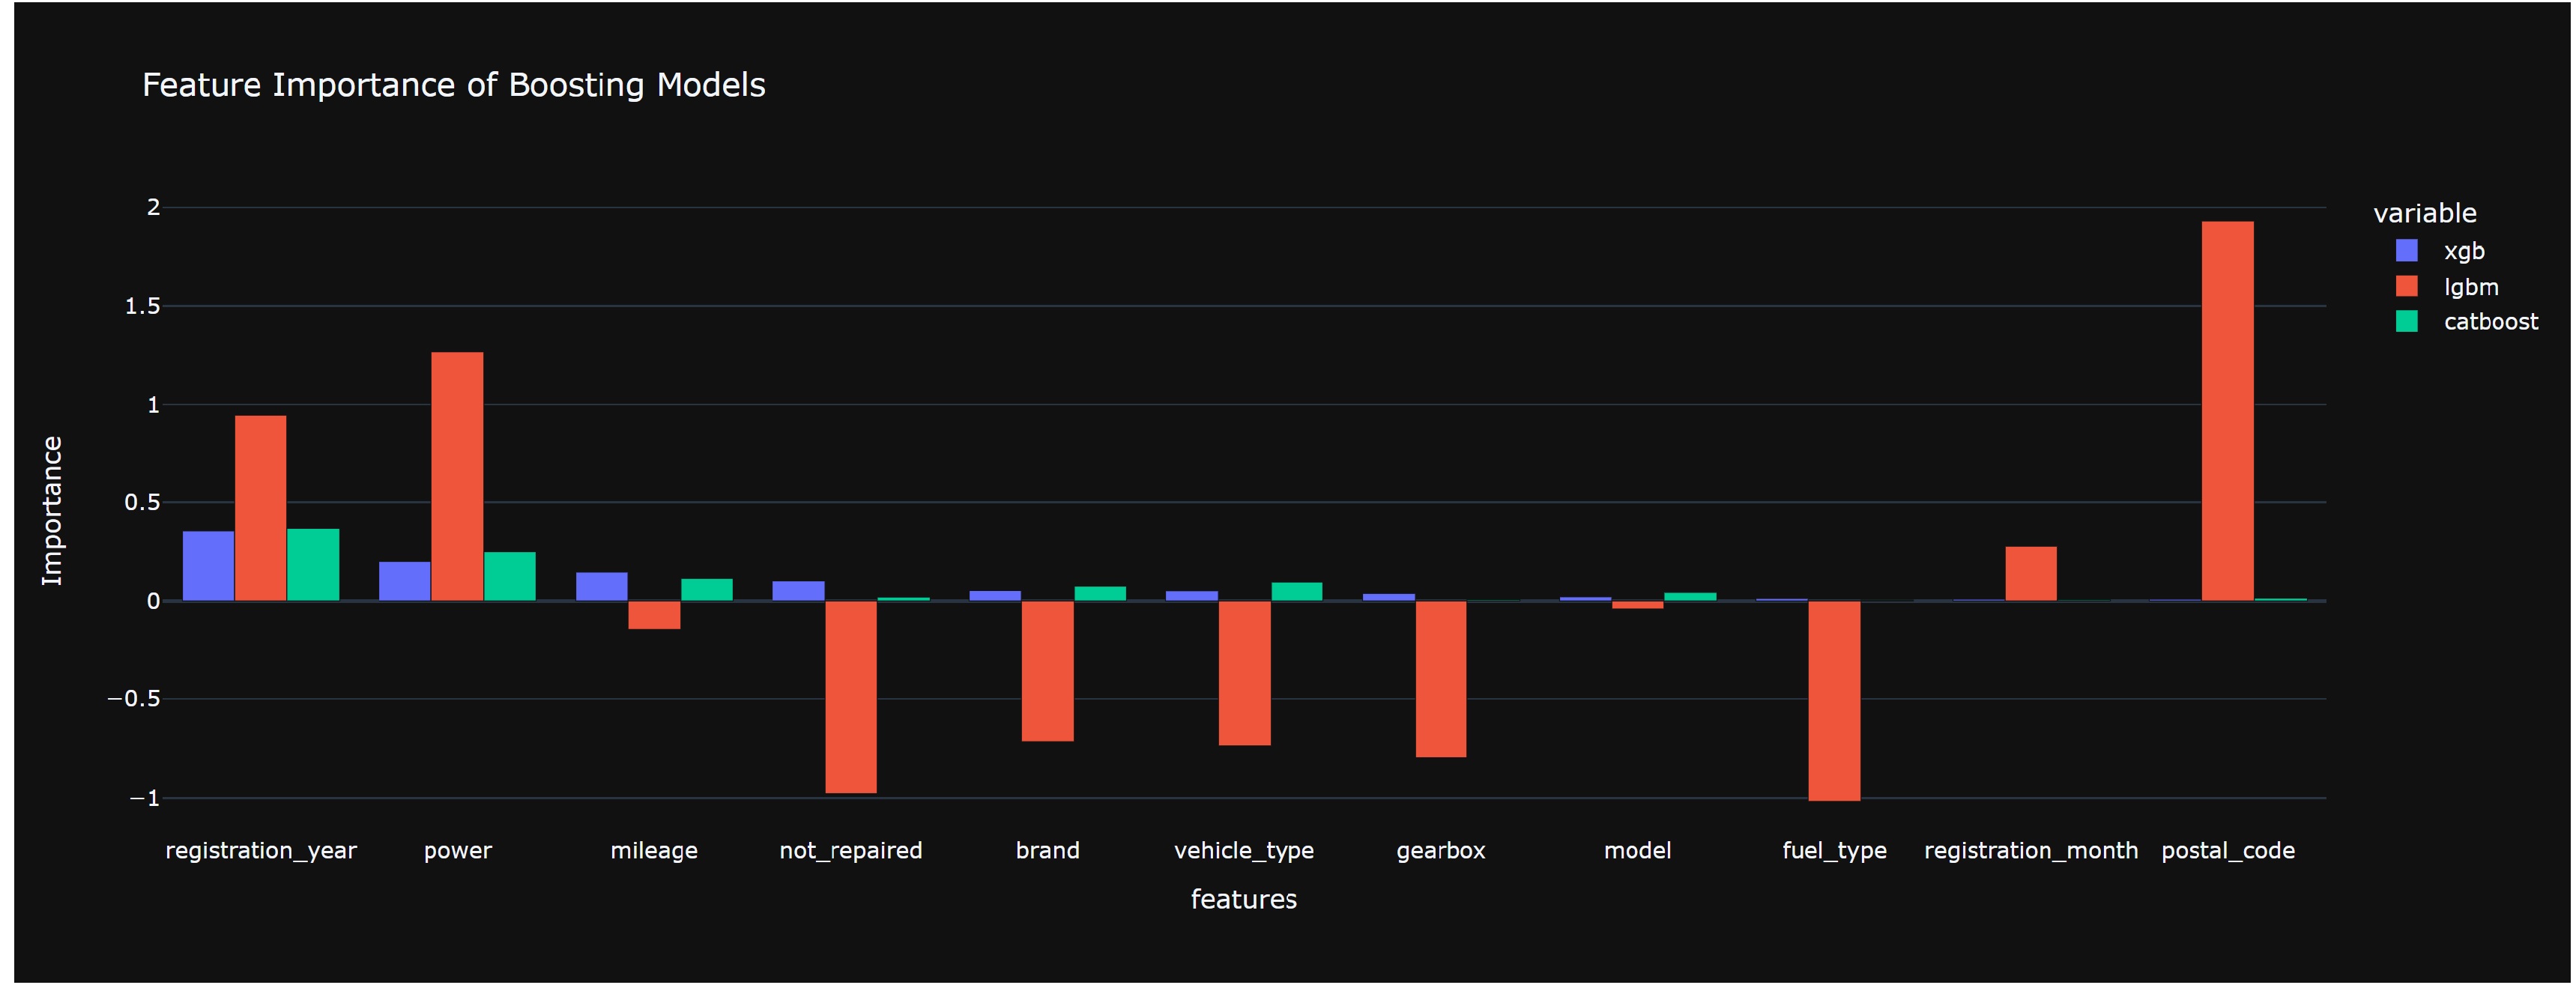 Feature Importance of Boosting Models
2
1.5
1
0.5
0
−0.5
−1
Importance
registration_year
power
mileage
not_repaired
brand
vehicle_type
gearbox
model
fuel_type
registration_month
postal_code
features
variable
xgb
lgbm
catboost